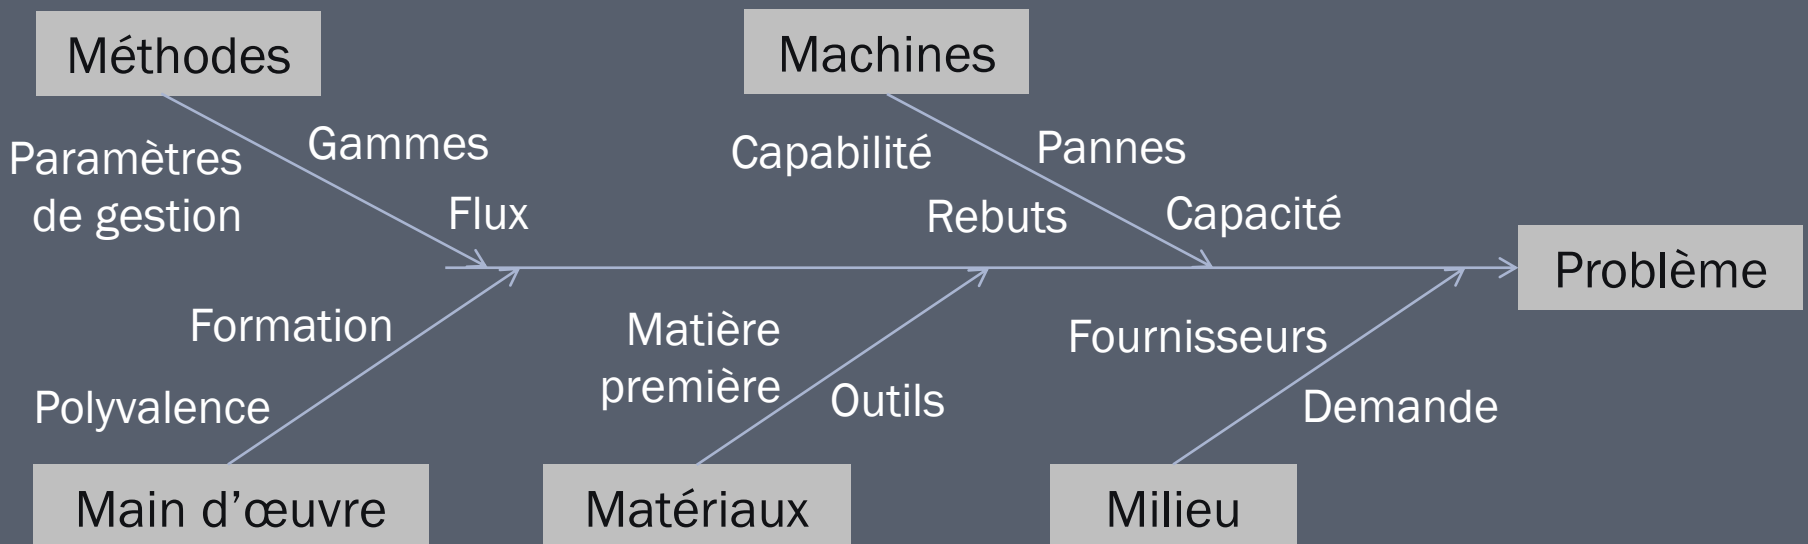 Méthodes
Machines
Paramètres
de gestion
Gammes
Flux
Capabilité
Pannes
Rebuts
Capacité
Problème
Formation
Polyvalence
Matière
première
Outils
Fournisseurs
Demande
Main d’œuvre
Matériaux
Milieu